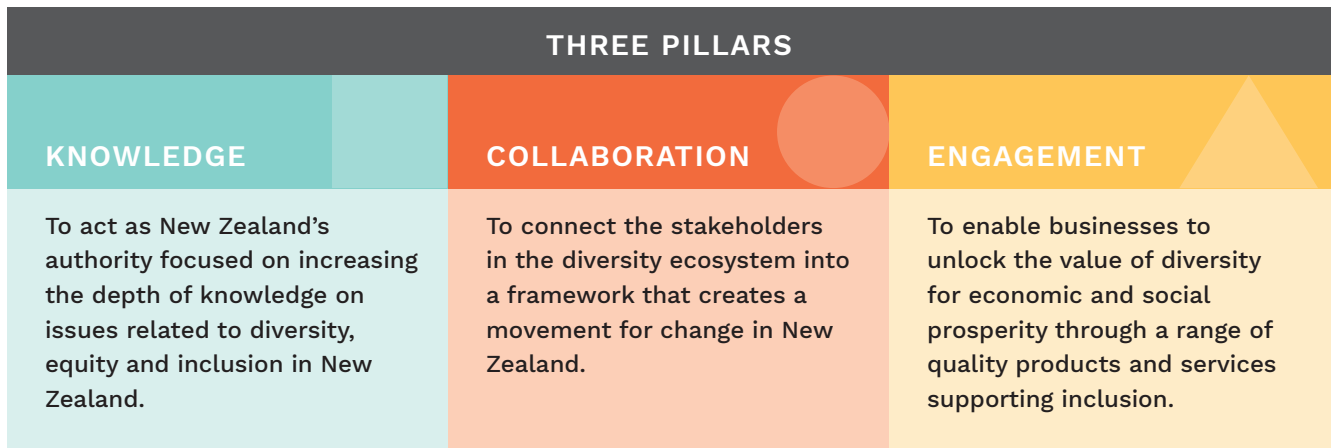 THREE PILLARS
KNOWLEDGE
To act as New Zealand’s
authority focused on increasing
the depth of knowledge on
issues related to diversity,
equity and inclusion in New
Zealand.
COLLABORATION
To connect the stakeholders
in the diversity ecosystem into
a framework that creates a
movement for change in New
Zealand.
ENGAGEMENT
To enable businesses to
unlock the value of diversity
for economic and social
prosperity through a range of
quality products and services
supporting inclusion.